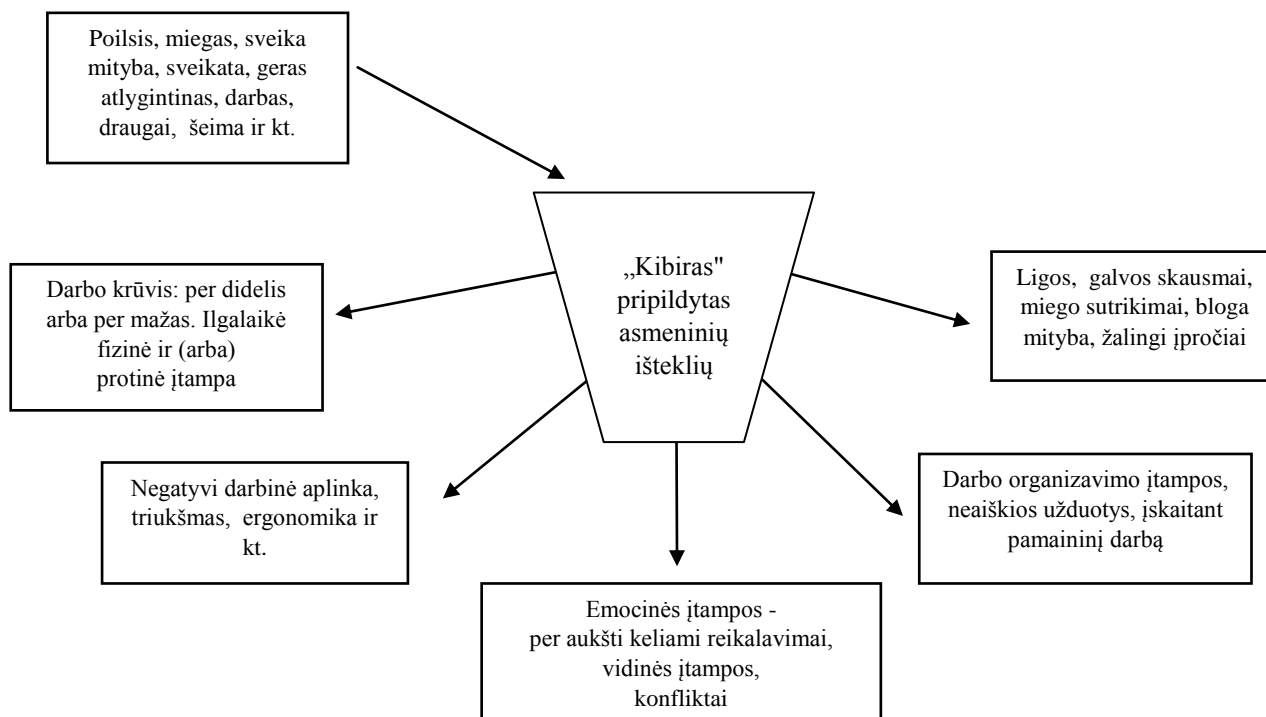 Poilsis, miegas, sveika
mityba, sveikata, geras
atlygintinas, darbas,
draugai, šeima ir kt.
„Kibiras"
pripildytas
asmeninių
išteklių
Darbo krūvis: per didelis
arba per mažas. Ilgalaikė
fizinė ir (arba)
protinė įtampa
Ligos, galvos skausmai,
miego sutrikimai, bloga
mityba, žalingi įpročiai
Negatyvi darbinė aplinka,
triukšmas, ergonomika ir
kt.
Darbo organizavimo įtampos,
neaiškios užduotys, įskaitant
pamaininį darbą
Emocinės įtampos -
per aukšti keliami reikalavimai,
vidinės įtampos,
konfliktai